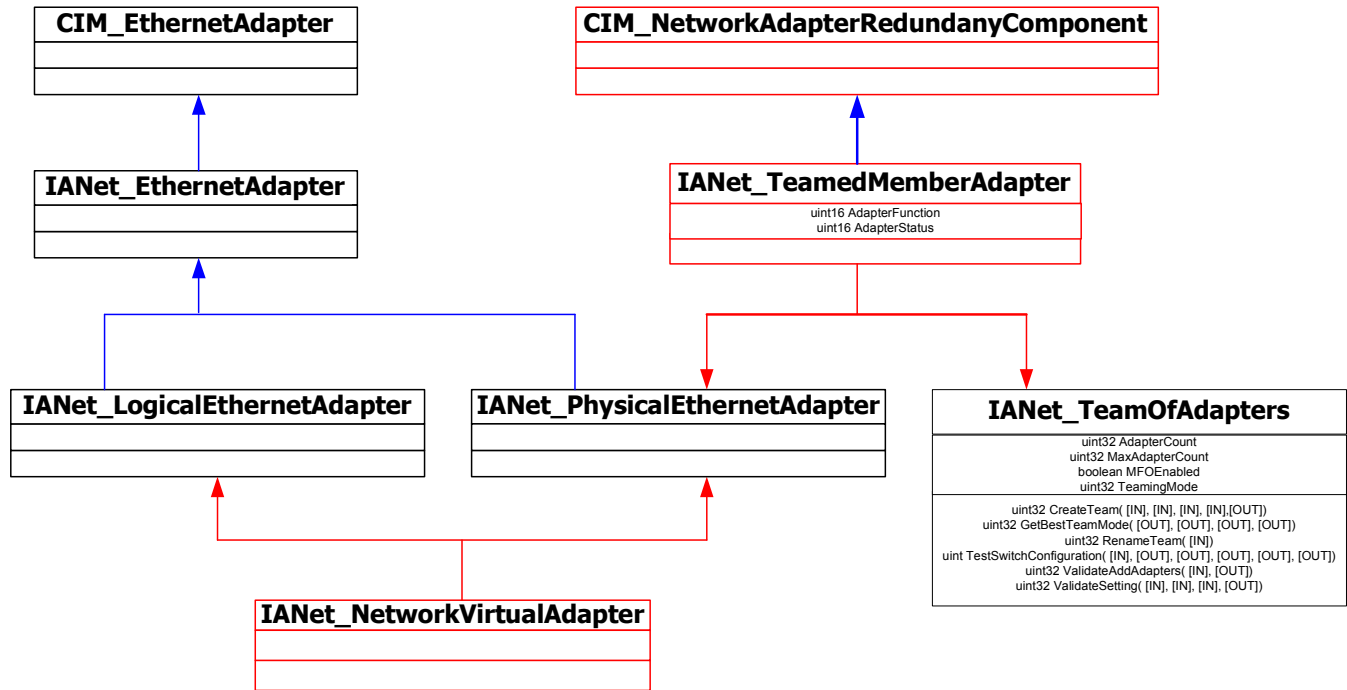 CIM_EthernetAdapter
CIM_NetworkAdapterRedundanyComponent
IANet_EthernetAdapter
IANet_TeamedMemberAdapter
uint16 AdapterFunction
uint16 AdapterStatus
IANet_LogicalEthernetAdapter
IANet_PhysicalEthernetAdapter
IANet_TeamOfAdapters
uint32 AdapterCount
uint32 MaxAdapterCount
boolean MFOEnabled
uint32 TeamingMode
uint32 CreateTeam( [IN], [IN], [IN], [IN],[OUT])
uint32 GetBestTeamMode( [OUT], [OUT], [OUT], [OUT])
uint32 RenameTeam( [IN])
uint TestSwitchConfiguration( [IN], [OUT], [OUT], [OUT], [OUT], [OUT])
uint32 ValidateAddAdapters( [IN], [OUT])
uint32 ValidateSetting( [IN], [IN], [IN], [OUT])
IANet_NetworkVirtualAdapter